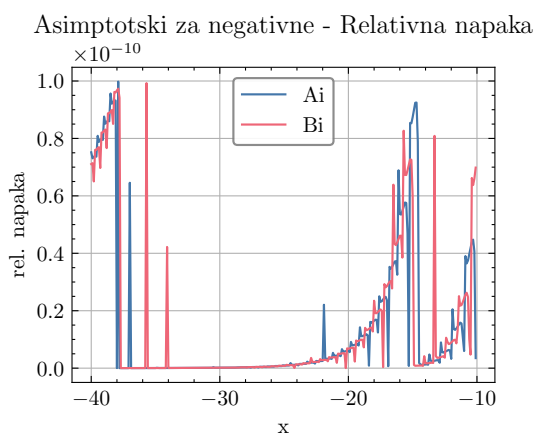 Asimptotski za negativne - Relativna napaka
×10⁻¹⁰
1.0
0.8
0.6
0.4
0.2
0.0
rel. napaka
Ai
Bi
−40 −30 −20 −10
x